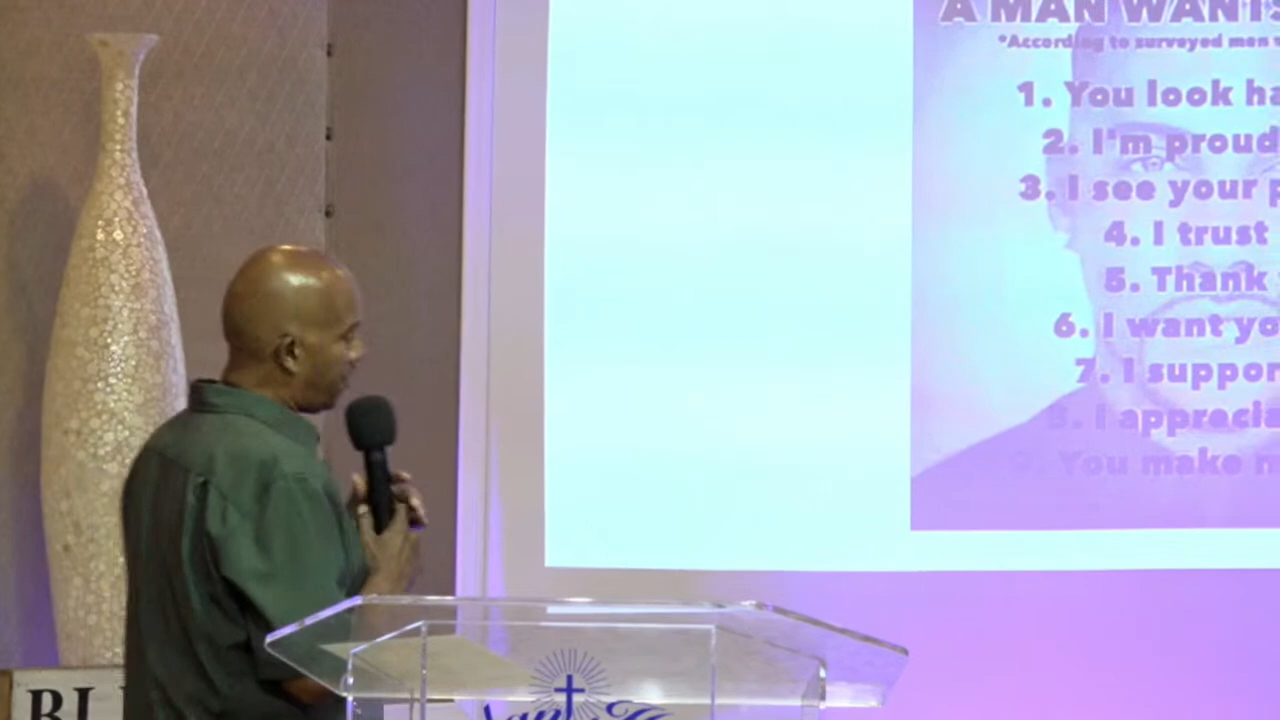 A MAN WANTS
*According to surveyed men
1. You look ha
2. I'm proud
3. I see your p
4. I trust
5. Thank
6. I want yo
7. I suppor
8. I apprecia
9. You make m